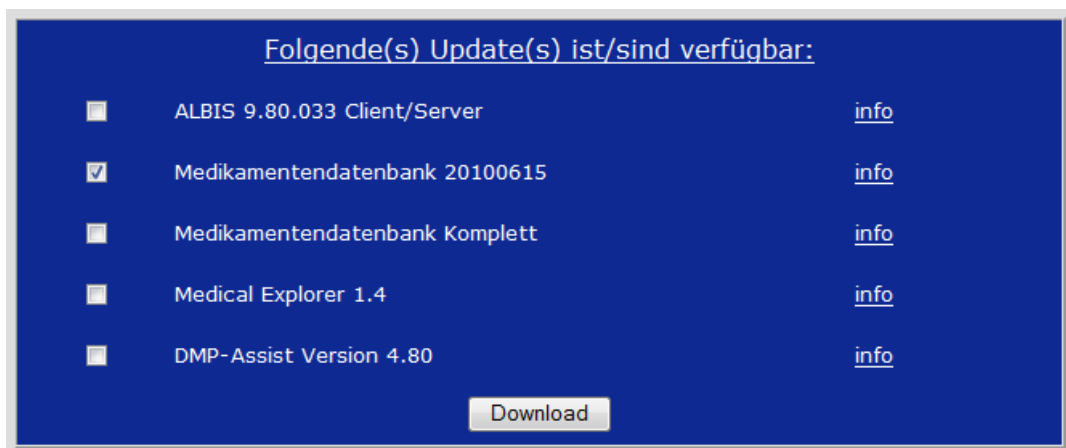 Folgende(s) Update(s) ist/sind verfügbar:
ALBIS 9.80.033 Client/Server info
Medikamentendatenbank 20100615 info
Medikamentendatenbank Komplett info
Medical Explorer 1.4 info
DMP-Assist Version 4.80 info
Download